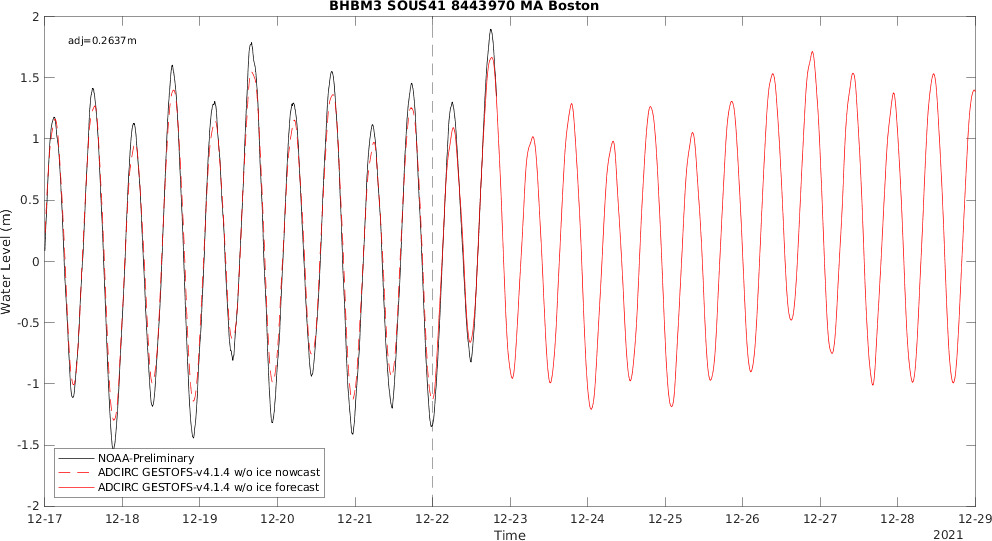 BHBM3 SOUS41 8443970 MA Boston
adj=0.2637m
2
1.5
1
0.5
0
-0.5
-1
-1.5
-2
Water Level (m)
NOAA-Preliminary
ADCIRC GESTOFS-v4.1.4 w/o ice nowcast
ADCIRC GESTOFS-v4.1.4 w/o ice forecast
12-17 12-18 12-19 12-20 12-21 12-22 12-23 12-24 12-25 12-26 12-27 12-28 12-29
Time
2021